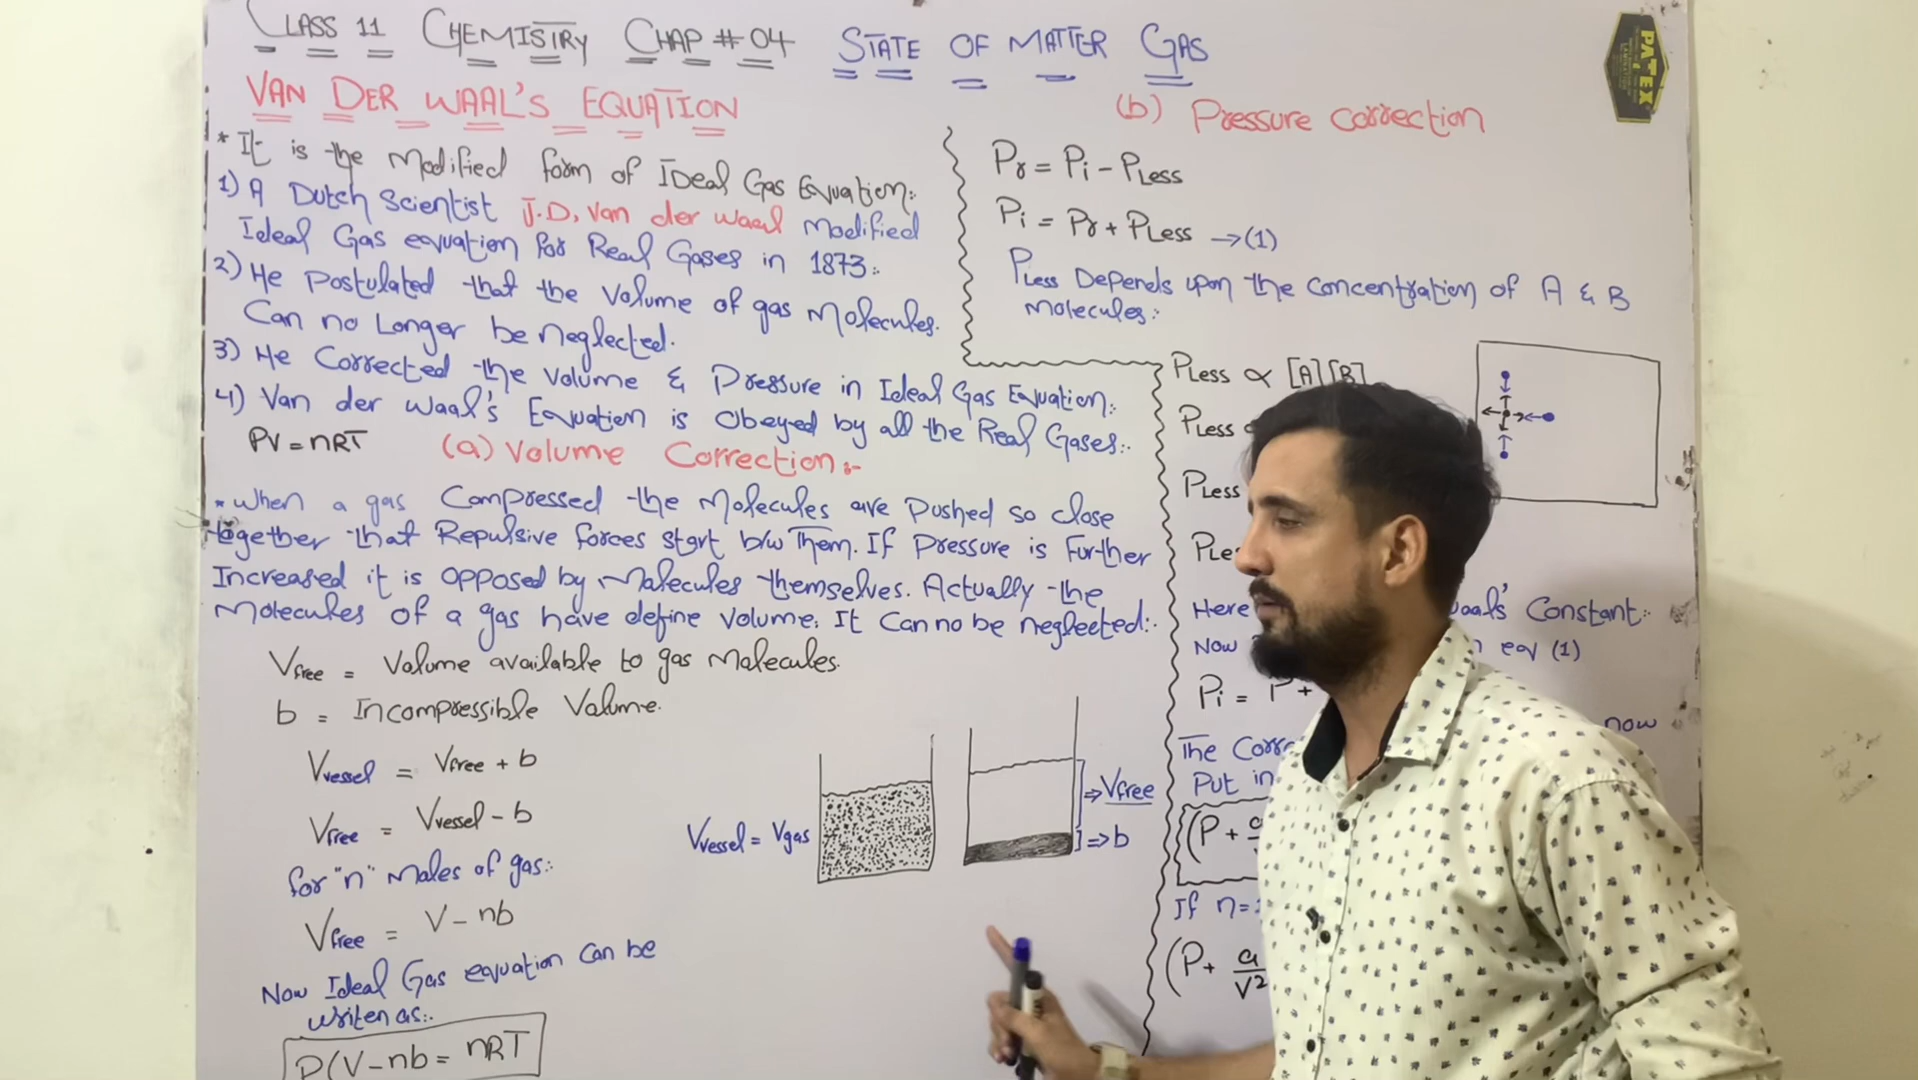 CLASS 11 CHEMISTRY CHAP # 04 STATE OF MATTER GAS
VAN DER WAAL'S EQUATION
* It is the Modified form of IDeal Gas Equation:
1) A Dutch Scientist J.D. Van der Waal Modified
Ideal Gas equation for Real Gases in 1873:
2) He Postulated that the Volume of gas Molecules
Can no Longer be Neglected.
3) He Corrected the Volume & Pressure in Ideal Gas Equation:
4) Van der Waal's Equation is Obeyed by all the Real Gases:
PV = nRT
(a) Volume Correction:-
* When a gas Compressed the Molecules are Pushed so close
together that Repulsive forces start b/w Them. If Pressure is Further
Increased it is opposed by Molecules themselves. Actually the
Molecules of a gas have define Volume. It Can no be neglected:
Vfree = Volume available to gas Molecules.
b = Incompressible Volume.
Vvessel = Vfree + b
Vfree = Vvessel - b
for "n" Moles of gas:
Vfree = V - nb
Now Ideal Gas equation can be
writen as:
P(V-nb = nRT
Vvessel = Vgas
⇒ Vfree
⇒ b
(b) Pressure correction
Pr = Pi - PLess
Pi = Pr + PLess → (1)
PLess Depends upon the concentration of A & B
Molecules:
PLess ∝ [A][B]
PLess
PLess
Here
aal's Constant:
Now
eq (1)
Pi = P +
now
The
Put in
(P +
If n=
(P + a/V²
PATEX